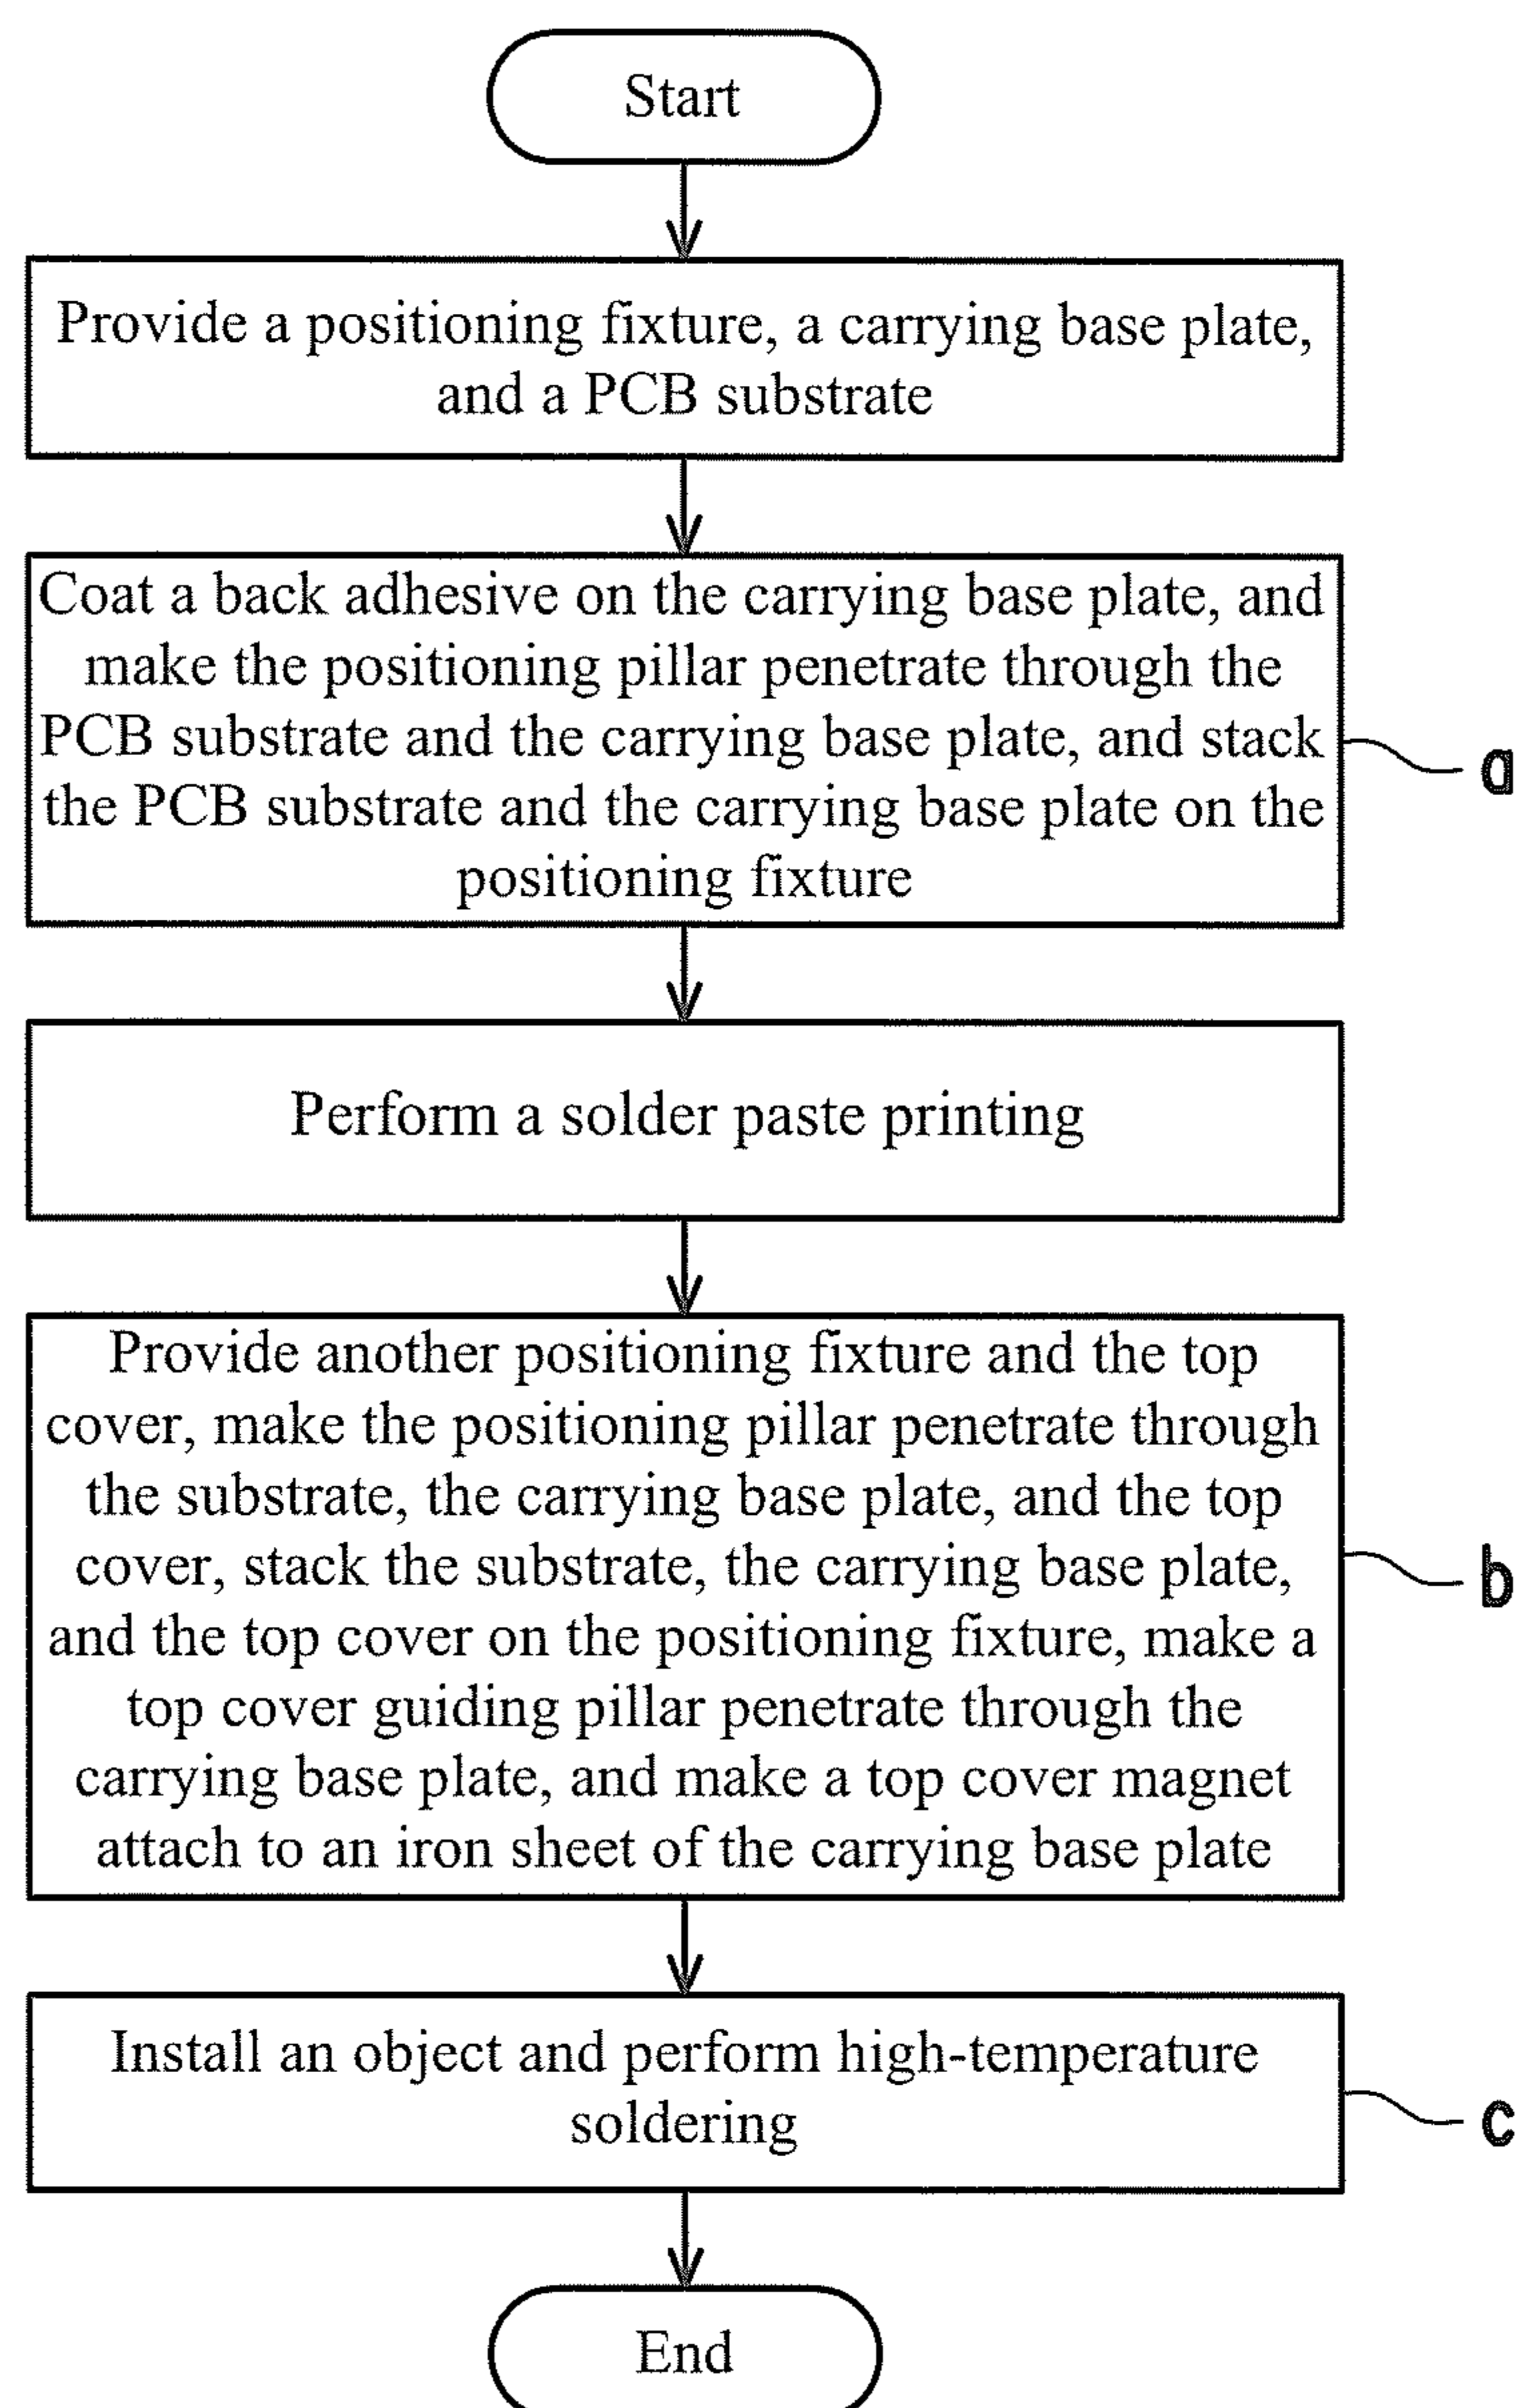 Start
Provide a positioning fixture, a carrying base plate,
and a PCB substrate
Coat a back adhesive on the carrying base plate, and
make the positioning pillar penetrate through the
PCB substrate and the carrying base plate, and stack
the PCB substrate and the carrying base plate on the
positioning fixture
a
Perform a solder paste printing
Provide another positioning fixture and the top
cover, make the positioning pillar penetrate through
the substrate, the carrying base plate, and the top
cover, stack the substrate, the carrying base plate,
and the top cover on the positioning fixture, make a
top cover guiding pillar penetrate through the
carrying base plate, and make a top cover magnet
attach to an iron sheet of the carrying base plate
b
Install an object and perform high-temperature
soldering
c
End